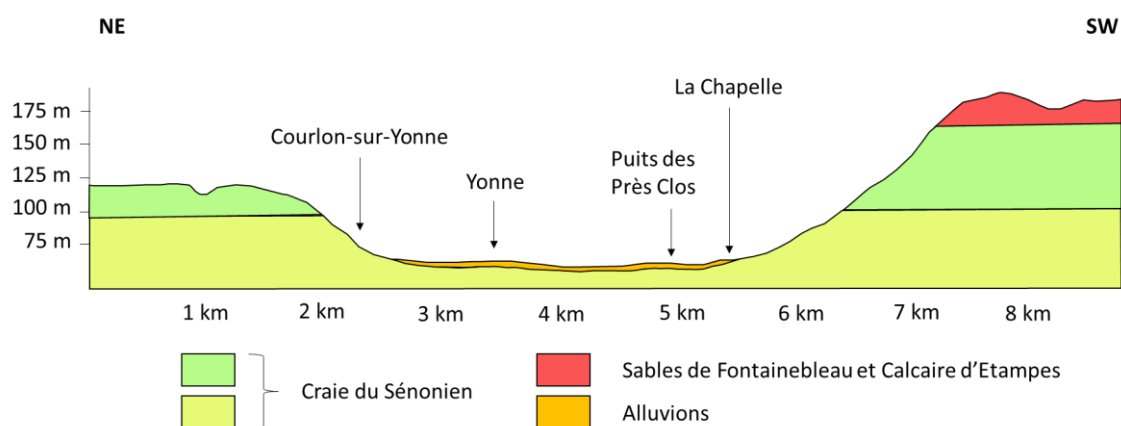 NE
SW
175 m
150 m
125 m
100 m
75 m
Courlon-sur-Yonne
Yonne
Puits des
Près Clos
La Chapelle
1 km
2 km
3 km
4 km
5 km
6 km
7 km
8 km
Craie du Sénonien
Sables de Fontainebleau et Calcaire d'Etampes
Alluvions